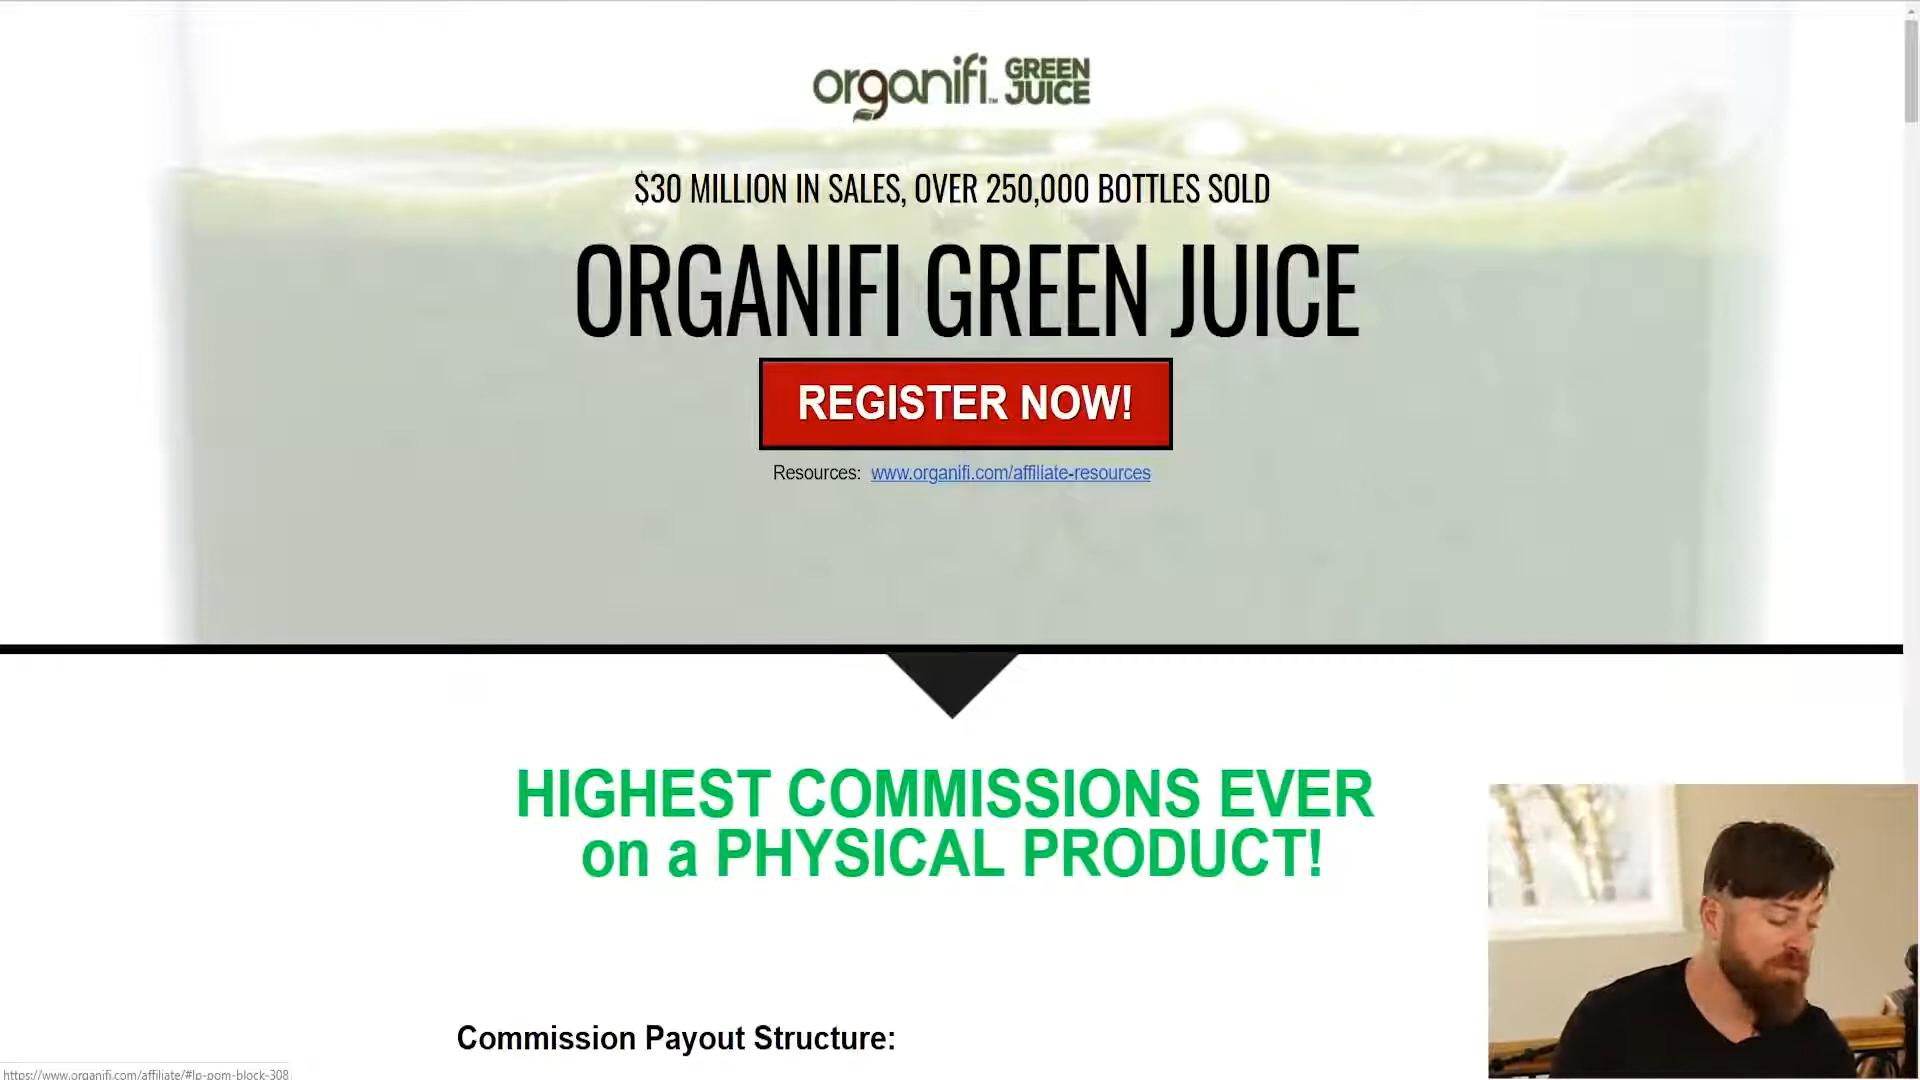 organifi™ GREEN JUICE
$30 MILLION IN SALES, OVER 250,000 BOTTLES SOLD
ORGANIFI GREEN JUICE
REGISTER NOW!
Resources: www.organifi.com/affiliate-resources
HIGHEST COMMISSIONS EVER
on a PHYSICAL PRODUCT!
Commission Payout Structure:
https://www.organifi.com/affiliate/#lp-pom-block-308